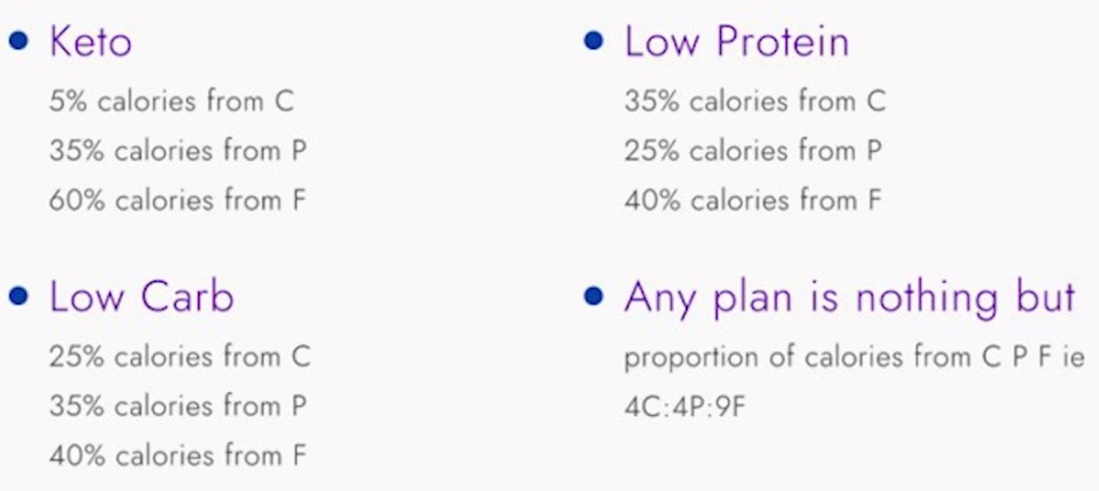 Keto
5% calories from C
35% calories from P
60% calories from F
Low Protein
35% calories from C
25% calories from P
40% calories from F
Low Carb
25% calories from C
35% calories from P
40% calories from F
Any plan is nothing but
proportion of calories from C P F ie
4C:4P:9F